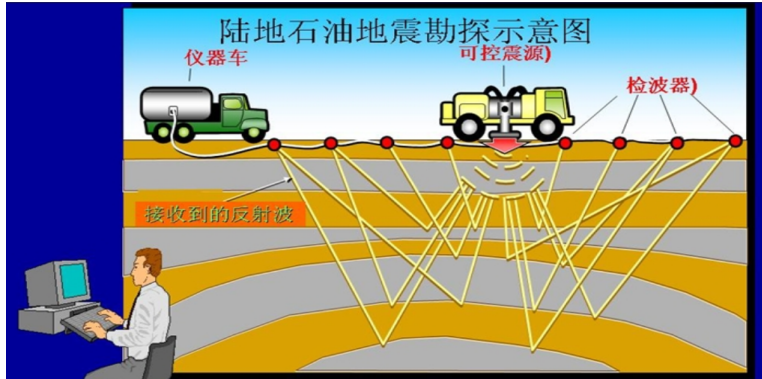 陆地石油地震勘探示意图
仪器车
可控震源)
检波器)
接收到的反射波